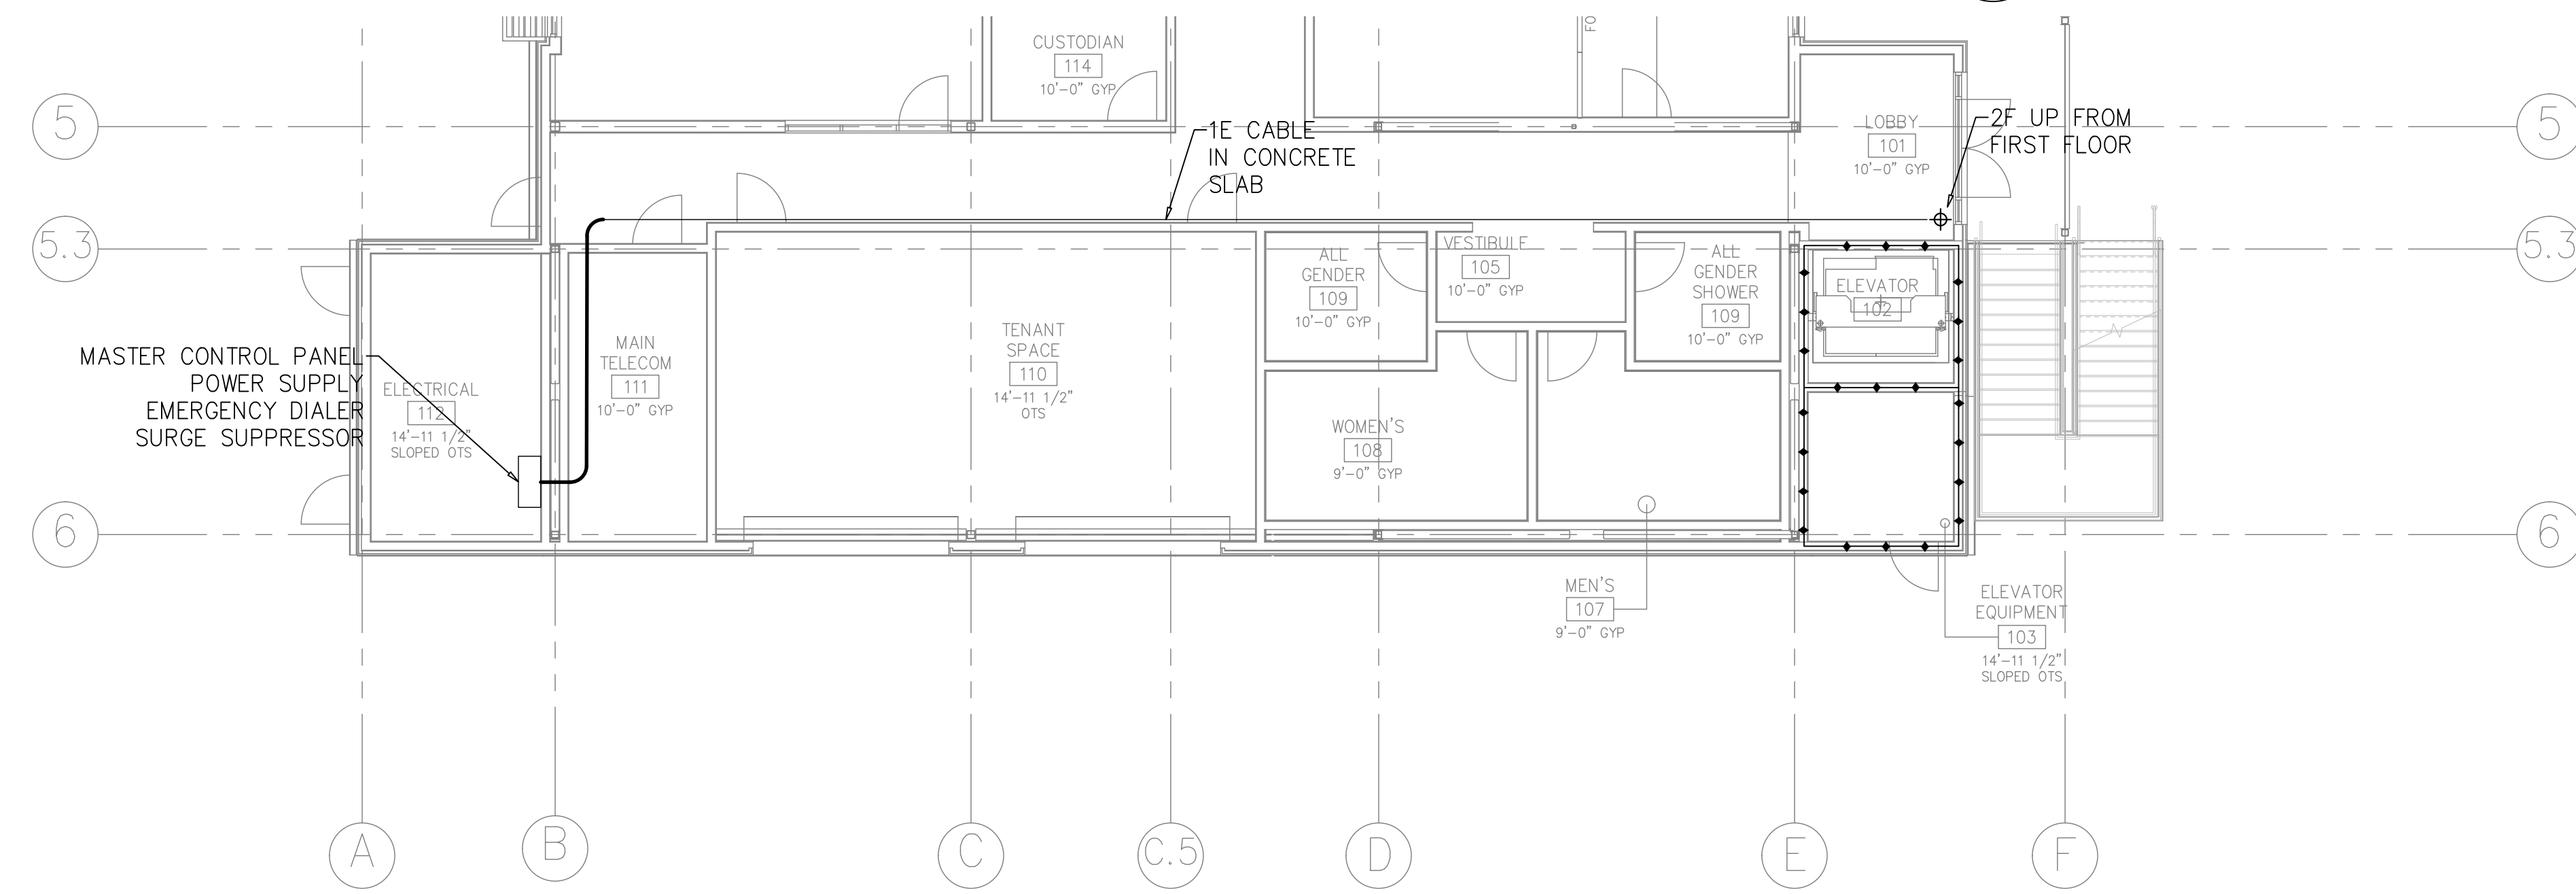 CUSTODIAN
114
10'-0" GYP
FO
5
1E CABLE
IN CONCRETE
SLAB
LOBBY
101
10'-0" GYP
2F UP FROM
FIRST FLOOR
5
5.3
5.3
ALL
GENDER
109
10'-0" GYP
VESTIBULE
105
10'-0" GYP
ALL
GENDER
SHOWER
109
10'-0" GYP
ELEVATOR
102
MASTER CONTROL PANEL
POWER SUPPLY
EMERGENCY DIALER
SURGE SUPPRESSOR
ELECTRICAL
112
14'-11 1/2"
SLOPED OTS
MAIN
TELECOM
111
10'-0" GYP
TENANT
SPACE
110
14'-11 1/2"
OTS
WOMEN'S
108
9'-0" GYP
6
6
MEN'S
107
9'-0" GYP
ELEVATOR
EQUIPMENT
103
14'-11 1/2"
SLOPED OTS
A
B
C
C.5
D
E
F